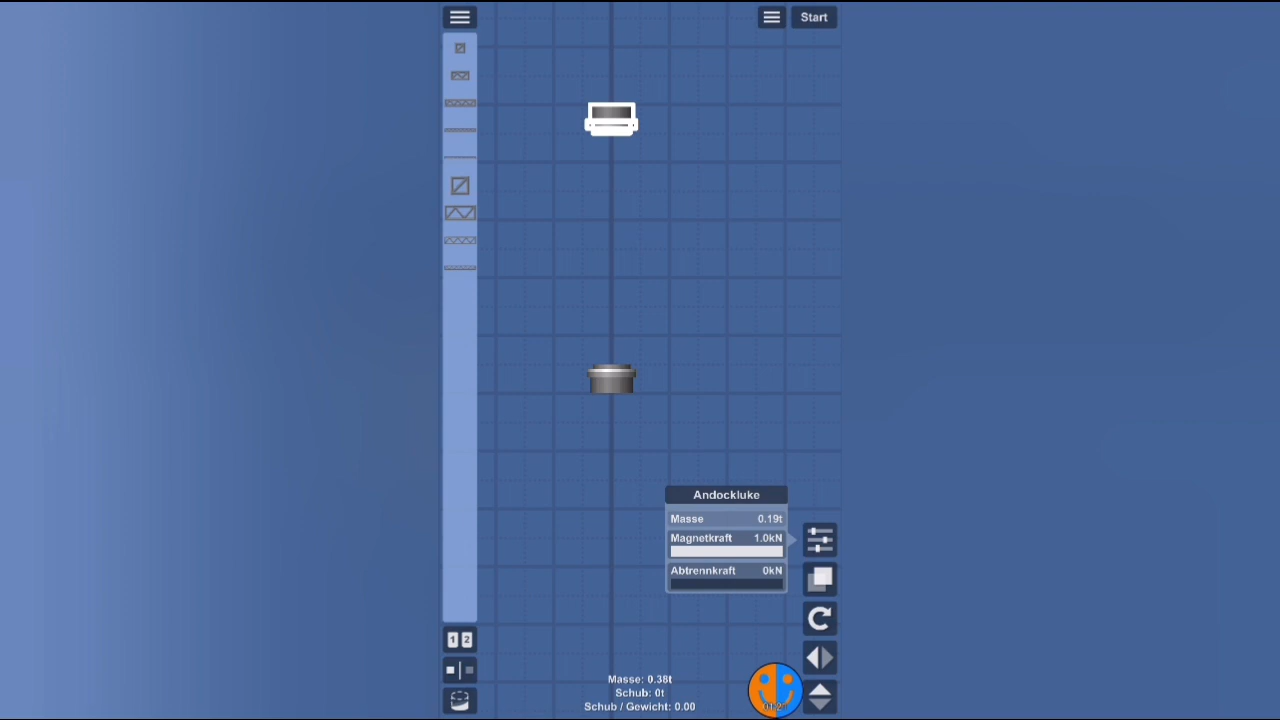 Start
Andockluke
Masse 0.19t
Magnetkraft 1.0kN
Abtrennkraft 0kN
1 2
Masse: 0.38t
Schub: 0t
Schub / Gewicht: 0.00